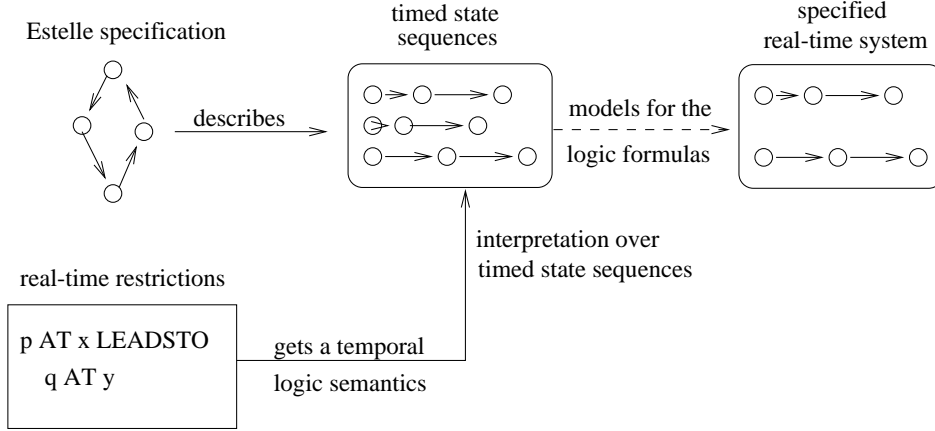 Estelle specification
timed state
sequences
specified
real-time system
describes
models for the
logic formulas
interpretation over
timed state sequences
real-time restrictions
p AT x LEADSTO
q AT y
gets a temporal
logic semantics